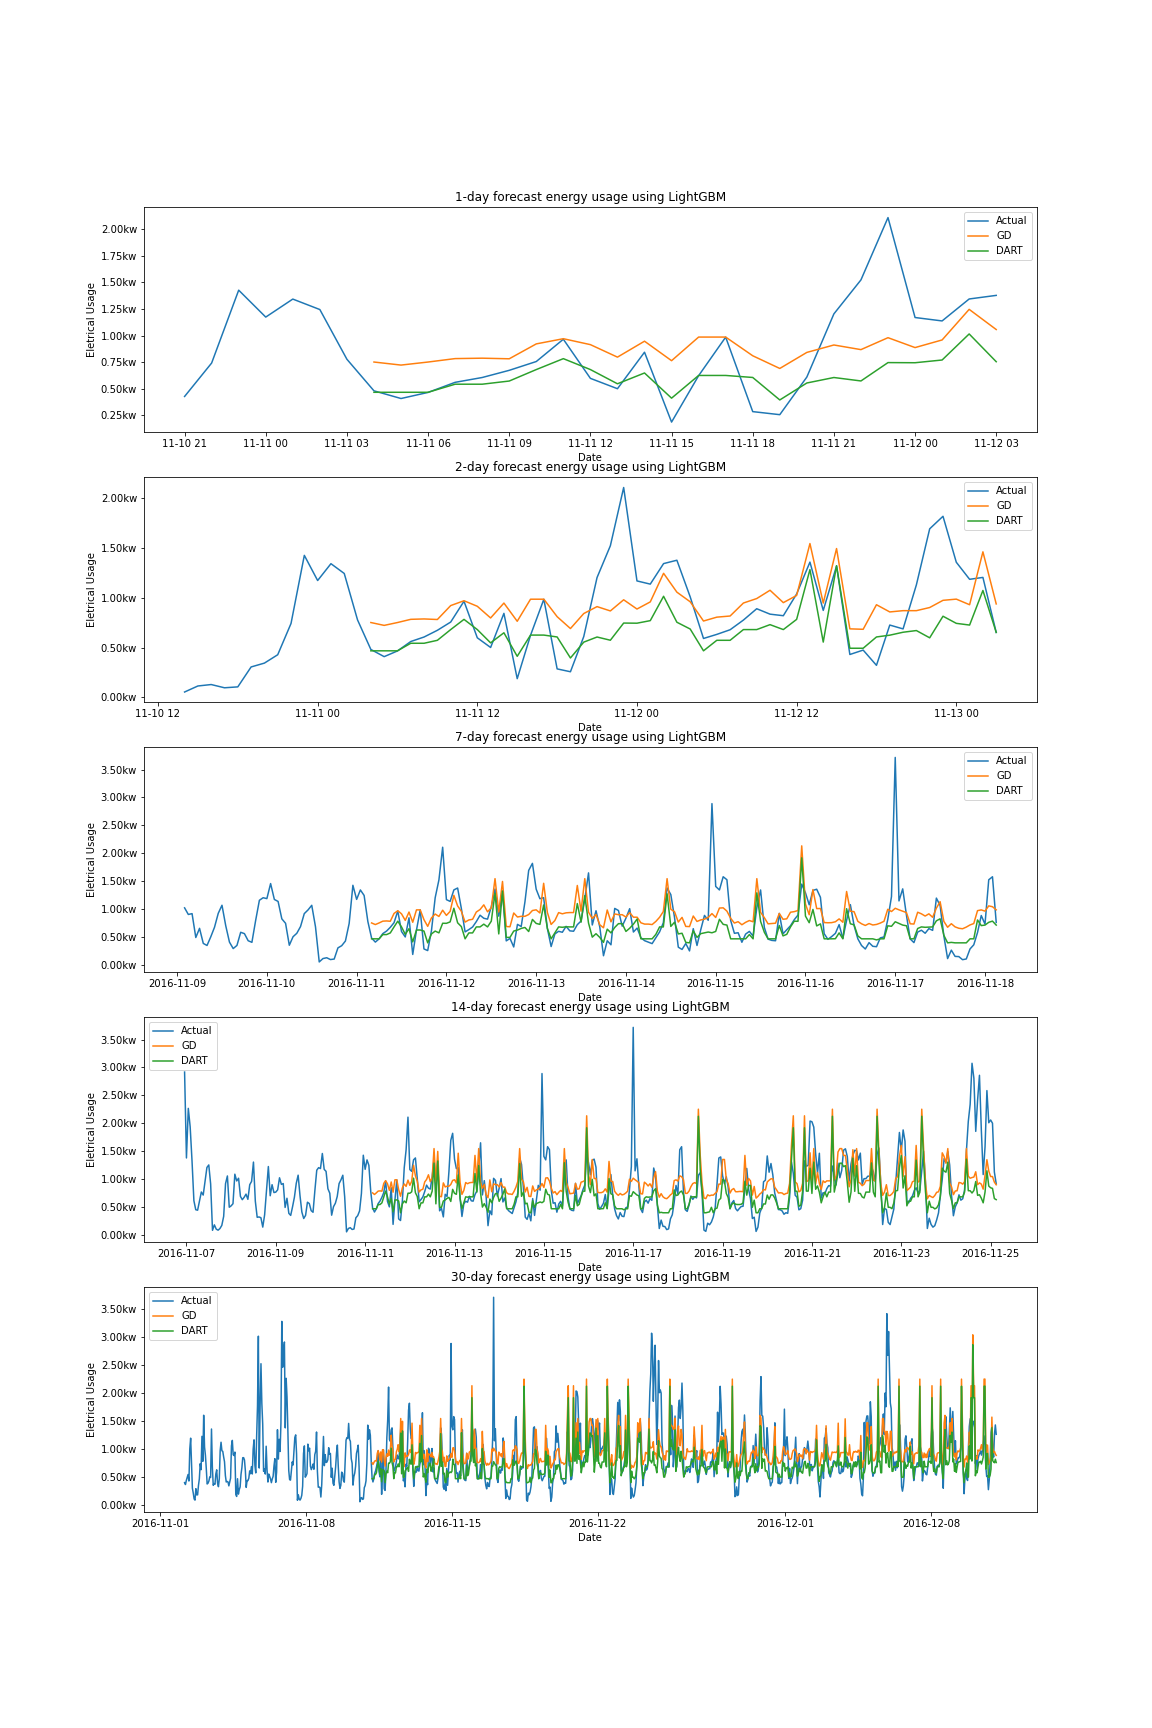 1-day forecast energy usage using LightGBM
Eletrical Usage
2.00kw
1.75kw
1.50kw
1.25kw
1.00kw
0.75kw
0.50kw
0.25kw
Actual
GD
DART
11-10 21 11-11 00 11-11 03 11-11 06 11-11 09 11-11 12 11-11 15 11-11 18 11-11 21 11-12 00 11-12 03
Date
2-day forecast energy usage using LightGBM
Eletrical Usage
2.00kw
1.50kw
1.00kw
0.50kw
0.00kw
Actual
GD
DART
11-10 12 11-11 00 11-11 12 11-12 00 11-12 12 11-13 00
Date
7-day forecast energy usage using LightGBM
Eletrical Usage
3.50kw
3.00kw
2.50kw
2.00kw
1.50kw
1.00kw
0.50kw
0.00kw
Actual
GD
DART
2016-11-09 2016-11-10 2016-11-11 2016-11-12 2016-11-13 2016-11-14 2016-11-15 2016-11-16 2016-11-17 2016-11-18
Date
14-day forecast energy usage using LightGBM
Eletrical Usage
3.50kw
3.00kw
2.50kw
2.00kw
1.50kw
1.00kw
0.50kw
0.00kw
Actual
GD
DART
2016-11-07 2016-11-09 2016-11-11 2016-11-13 2016-11-15 2016-11-17 2016-11-19 2016-11-21 2016-11-23 2016-11-25
Date
30-day forecast energy usage using LightGBM
Eletrical Usage
3.50kw
3.00kw
2.50kw
2.00kw
1.50kw
1.00kw
0.50kw
0.00kw
Actual
GD
DART
2016-11-01 2016-11-08 2016-11-15 2016-11-22 2016-12-01 2016-12-08
Date